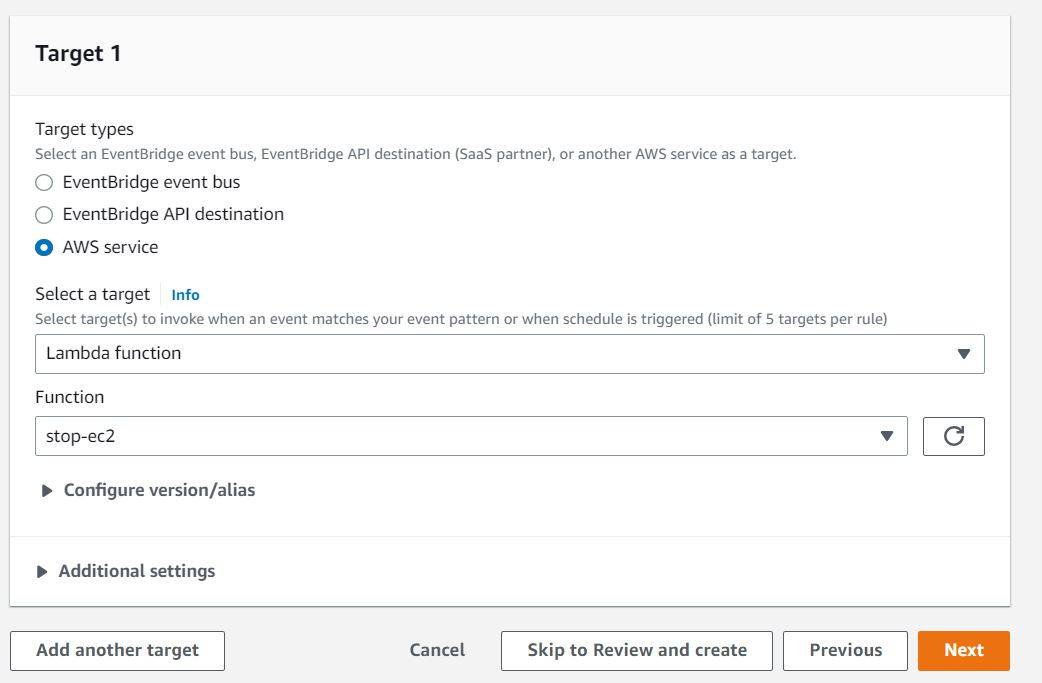 Target 1
Target types
Select an EventBridge event bus, EventBridge API destination (SaaS partner), or another AWS service as a target.
EventBridge event bus
EventBridge API destination
AWS service
Select a target Info
Select target(s) to invoke when an event matches your event pattern or when schedule is triggered (limit of 5 targets per rule)
Lambda function
Function
stop-ec2
Configure version/alias
Additional settings
Add another target Cancel Skip to Review and create Previous Next